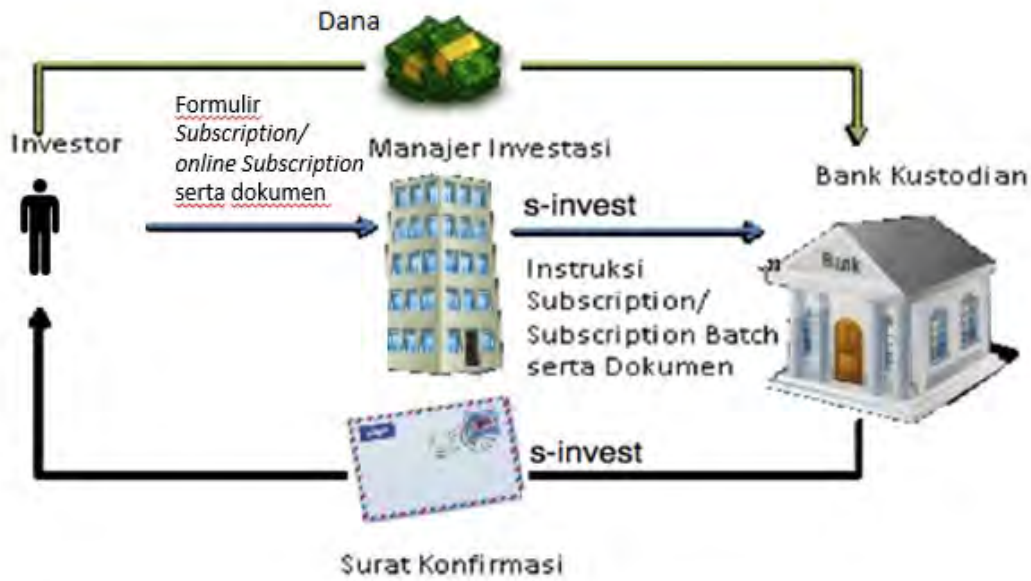 Dana
Formulir
Subscription/
online Subscription
serta dokumen
Investor
Manajer Investasi
Bank Kustodian
s-invest
Bank
Instruksi
Subscription/
Subscription Batch
serta Dokumen
s-invest
Surat Konfirmasi